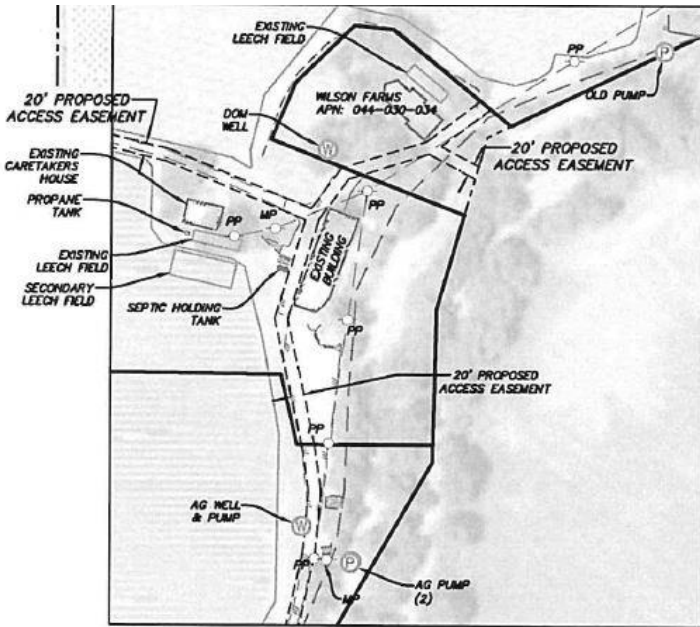 EXISTING
LEECH FIELD
PP
P
OLD PUMP
20' PROPOSED
ACCESS EASEMENT
WILSON FARMS
APN: 044-030-034
DOM
WELL
W
20' PROPOSED
ACCESS EASEMENT
EXISTING
CARETAKERS
HOUSE
PROPANE
TANK
PP
MP
PP
EXISTING
LEECH FIELD
SECONDARY
LEECH FIELD
EXISTING
BUILDING
SEPTIC HOLDING
TANK
PP
20' PROPOSED
ACCESS EASEMENT
PP
AG WELL
& PUMP
W
PP
MP
P
AG PUMP
(2)